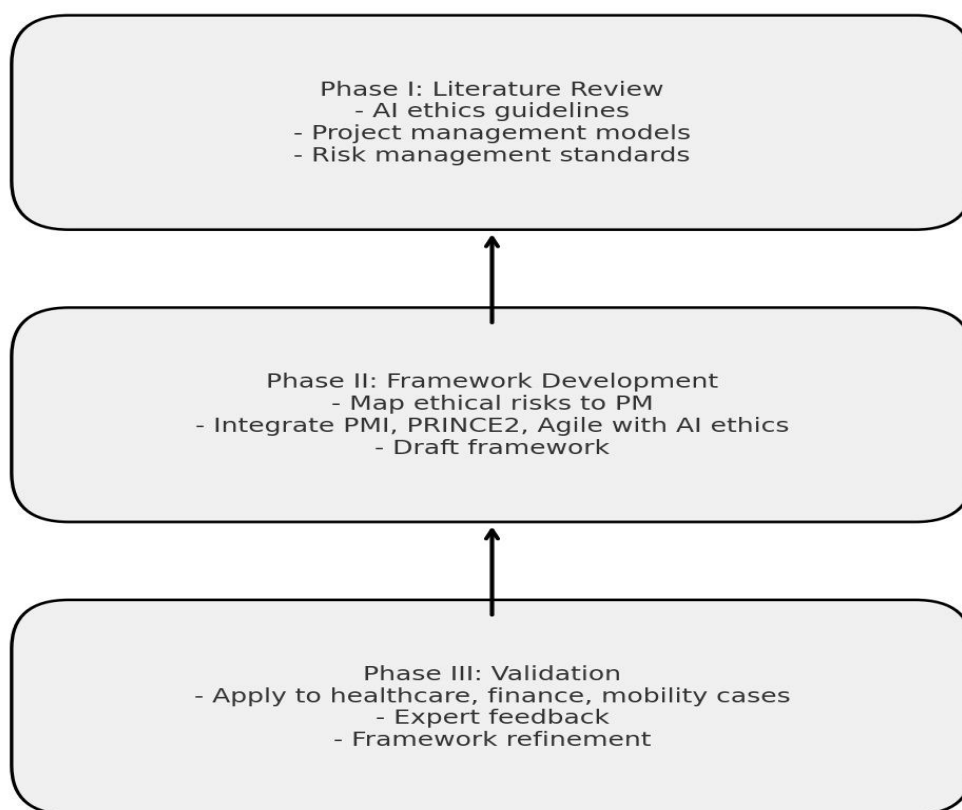 Phase I: Literature Review
- AI ethics guidelines
- Project management models
- Risk management standards
Phase II: Framework Development
- Map ethical risks to PM
- Integrate PMI, PRINCE2, Agile with AI ethics
- Draft framework
Phase III: Validation
- Apply to healthcare, finance, mobility cases
- Expert feedback
- Framework refinement